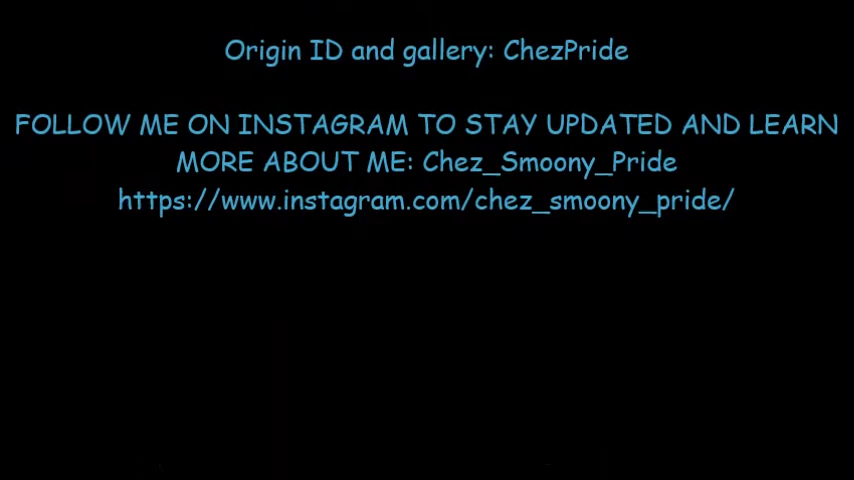 Origin ID and gallery: ChezPride
FOLLOW ME ON INSTAGRAM TO STAY UPDATED AND LEARN
MORE ABOUT ME: Chez_Smoony_Pride
https://www.instagram.com/chez_smoony_pride/